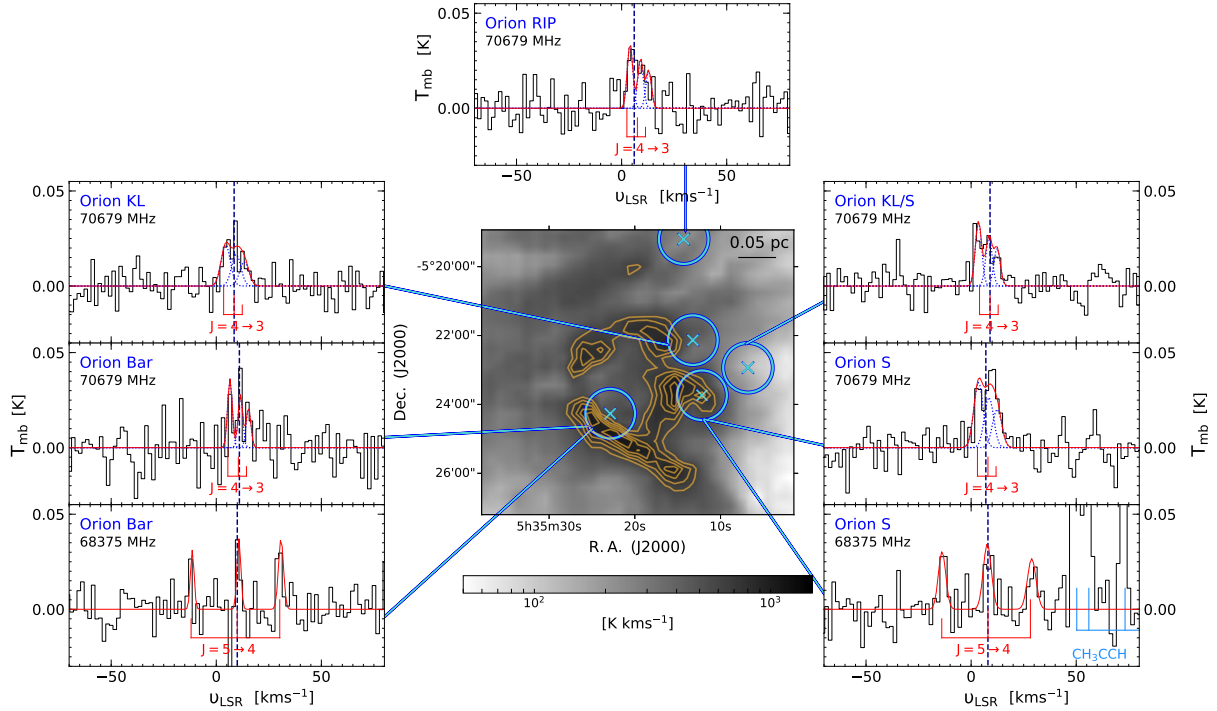 Orion RIP
70679 MHz
0.05
0.00
T_mb [K]
J = 4 → 3
−50 0 50
υ_LSR [kms⁻¹]
Orion KL
70679 MHz
0.05
0.00
J = 4 → 3
Orion Bar
70679 MHz
0.05
0.00
J = 4 → 3
T_mb [K]
Orion Bar
68375 MHz
0.05
0.00
J = 5 → 4
−50 0 50
υ_LSR [kms⁻¹]
0.05 pc
-5°20'00"
22'00"
24'00"
26'00"
Dec. (J2000)
5h35m30s 20s 10s
R. A. (J2000)
10² 10³
[K kms⁻¹]
Orion KL/S
70679 MHz
0.05
0.00
J = 4 → 3
Orion S
70679 MHz
0.05
0.00
J = 4 → 3
T_mb [K]
Orion S
68375 MHz
0.05
0.00
J = 5 → 4
CH₃CCH
−50 0 50
υ_LSR [kms⁻¹]